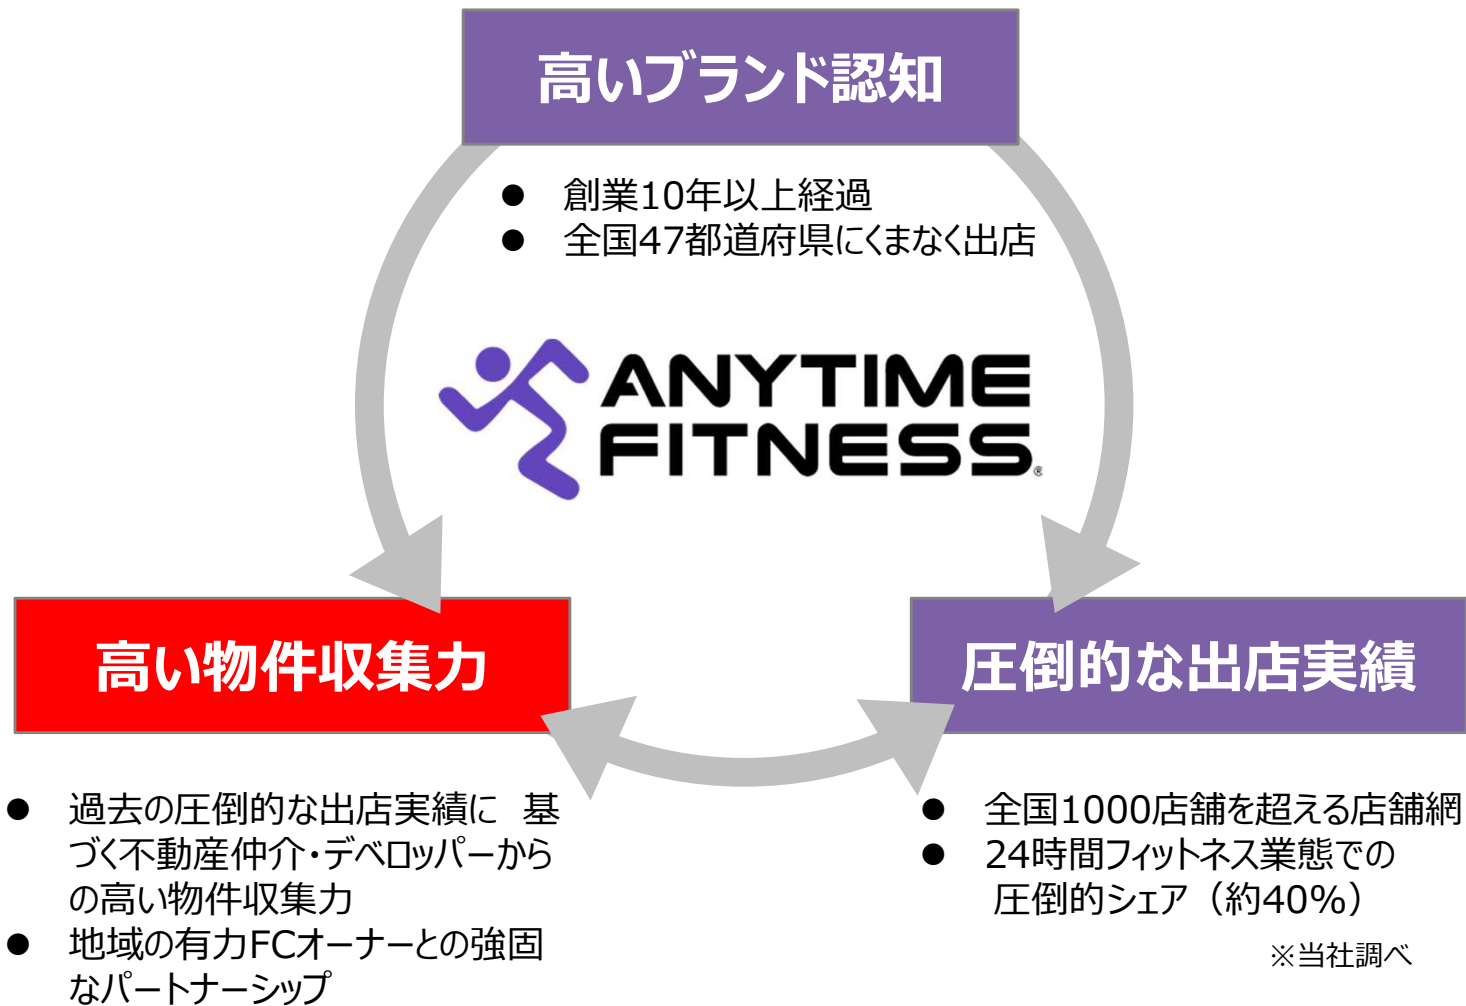 高いブランド認知
● 創業10年以上経過
● 全国47都道府県にくまなく出店
ANYTIME
FITNESS®
高い物件収集力
● 過去の圧倒的な出店実績に　基
づく不動産仲介・デベロッパーから
の高い物件収集力
● 地域の有力FCオーナーとの強固
なパートナーシップ
圧倒的な出店実績
● 全国1000店舗を超える店舗網
● 24時間フィットネス業態での
圧倒的シェア（約40%）
※当社調べ